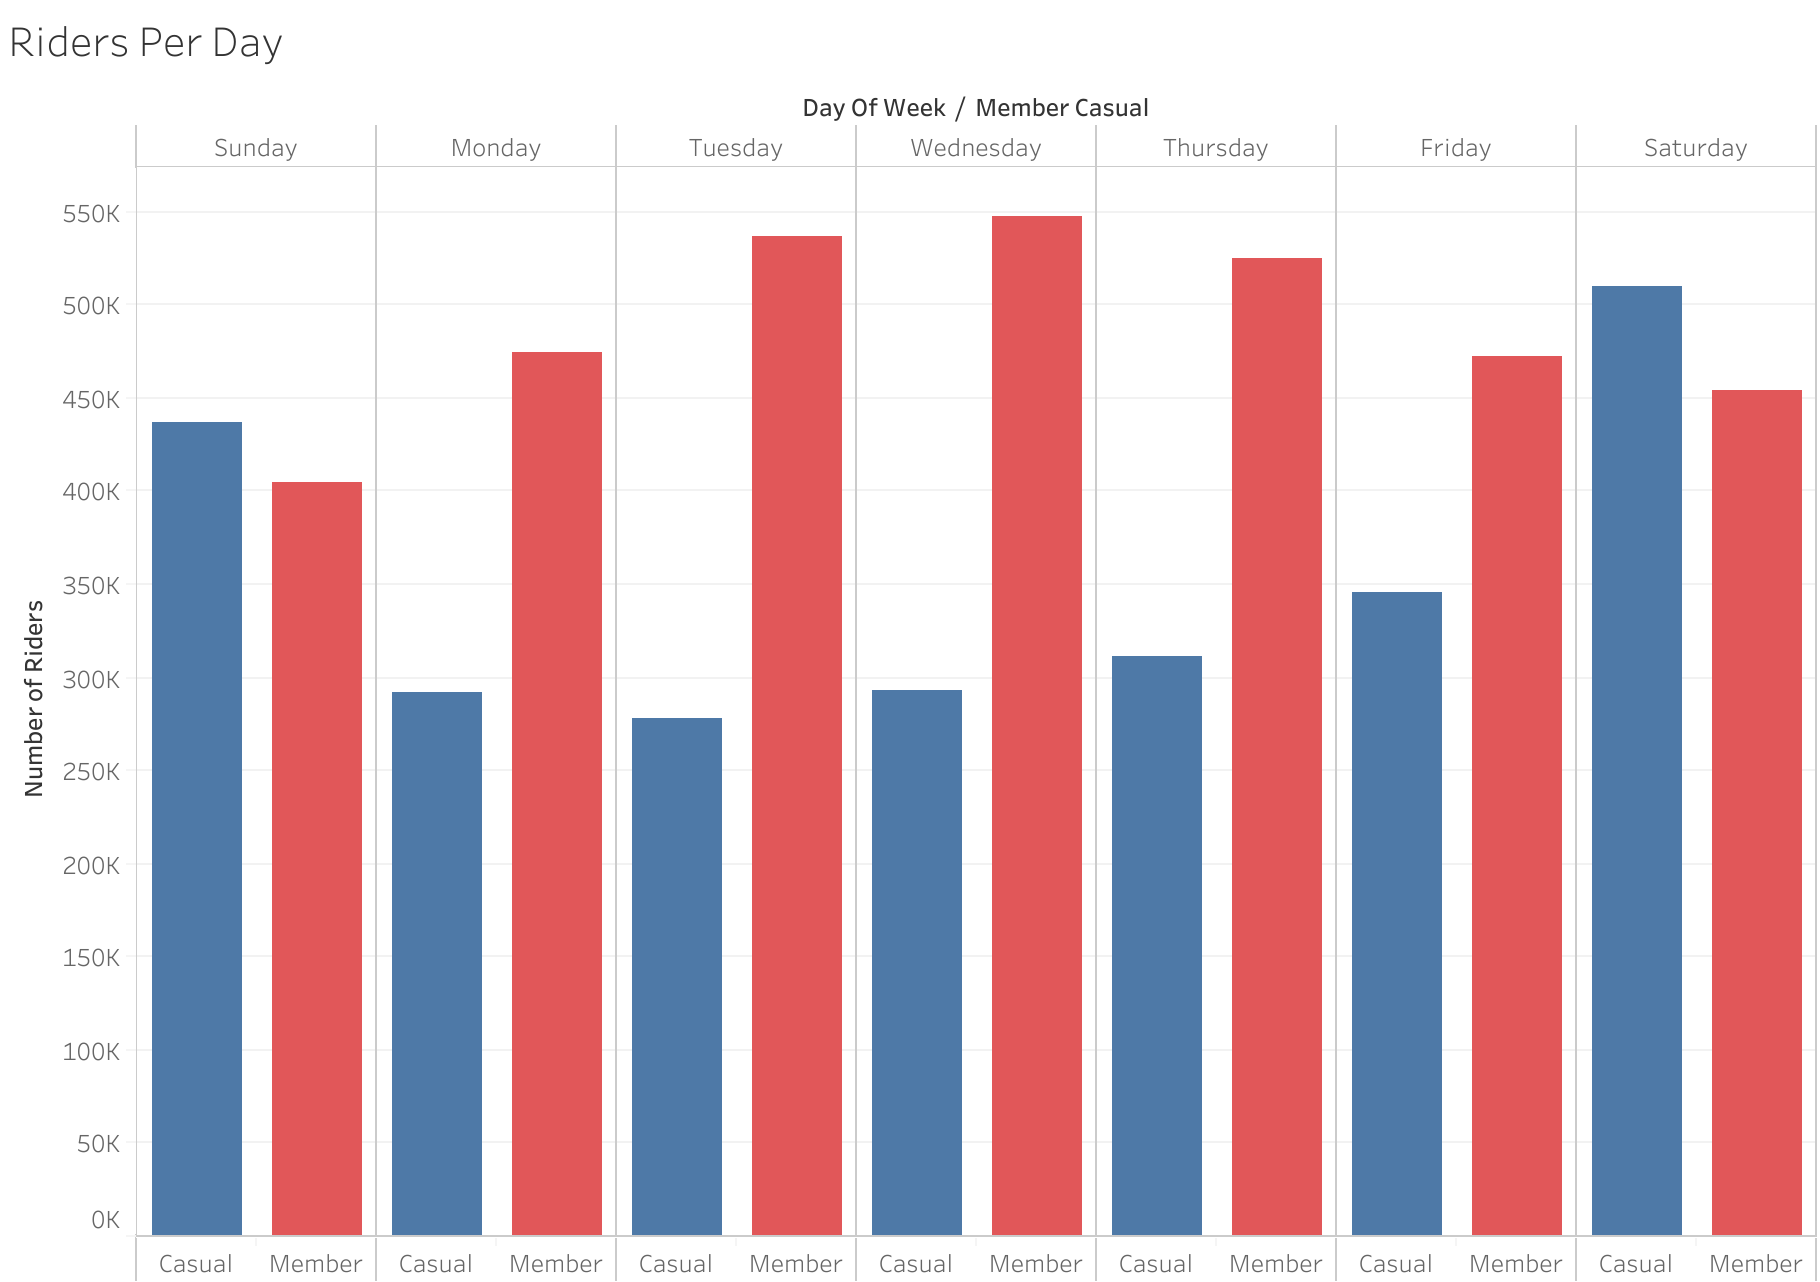 Riders Per Day
Day Of Week / Member Casual
Sunday Monday Tuesday Wednesday Thursday Friday Saturday
550K
500K
450K
400K
350K
300K
250K
200K
150K
100K
50K
0K
Number of Riders
Casual Member Casual Member Casual Member Casual Member Casual Member Casual Member Casual Member